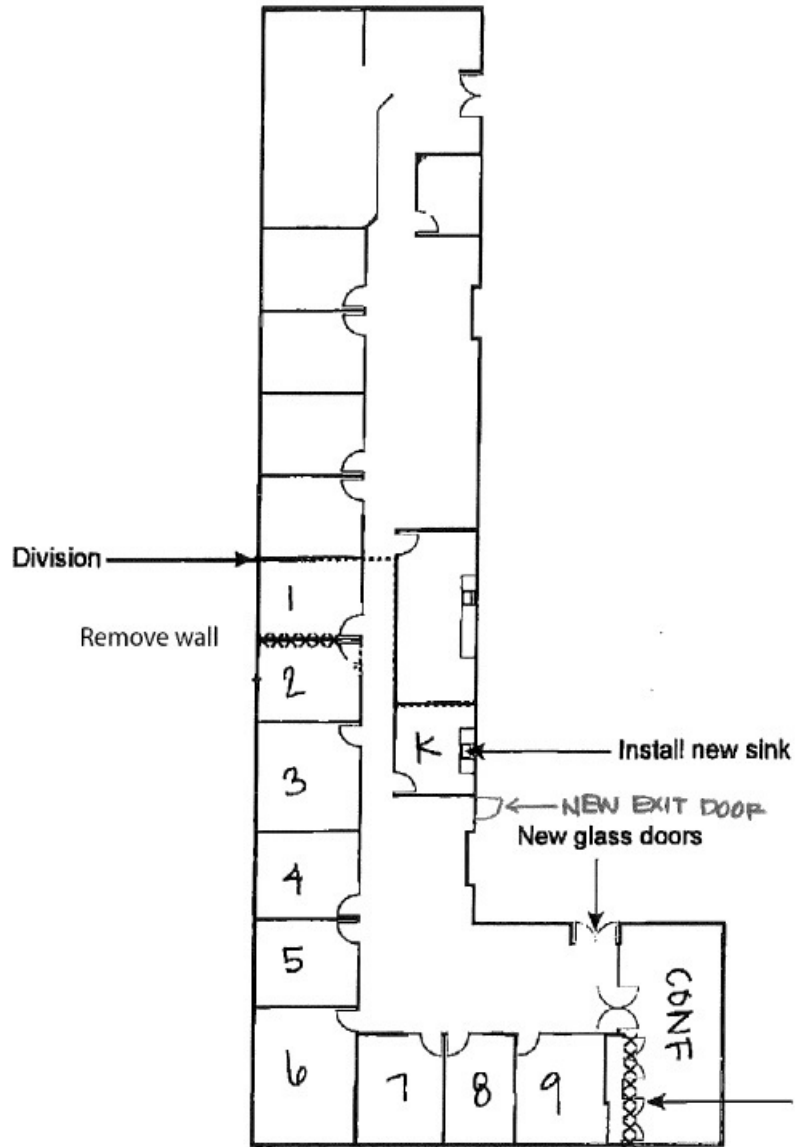 Division
1
Remove wall
2
K
Install new sink
3
NEW EXIT DOOR
New glass doors
4
5
CONF
6
7
8
9